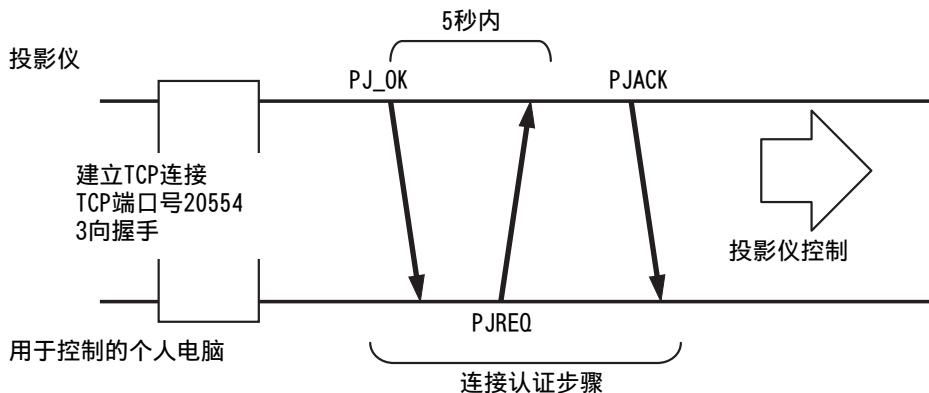 5秒内
投影仪
PJ_OK
PJACK
建立TCP连接
TCP端口号20554
3向握手
投影仪控制
PJREQ
用于控制的个人电脑
连接认证步骤